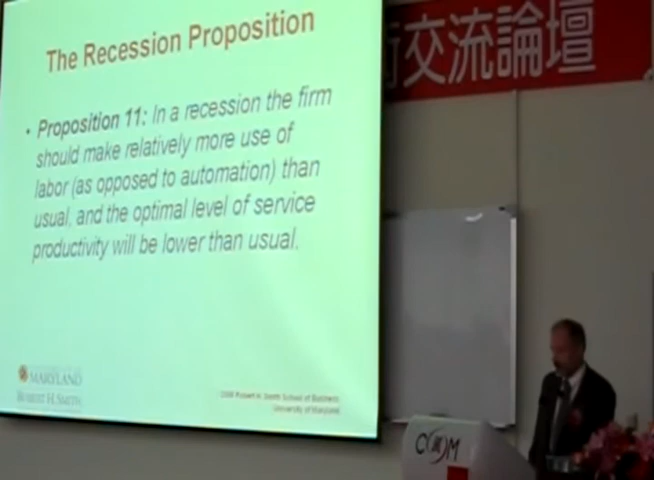 The Recession Proposition
交流論壇
• Proposition 11: In a recession the firm
should make relatively more use of
labor (as opposed to automation) than
usual, and the optimal level of service
productivity will be lower than usual.
MARYLAND
ROBERT H. SMITH
Robert H. Smith School of Business
University of Maryland